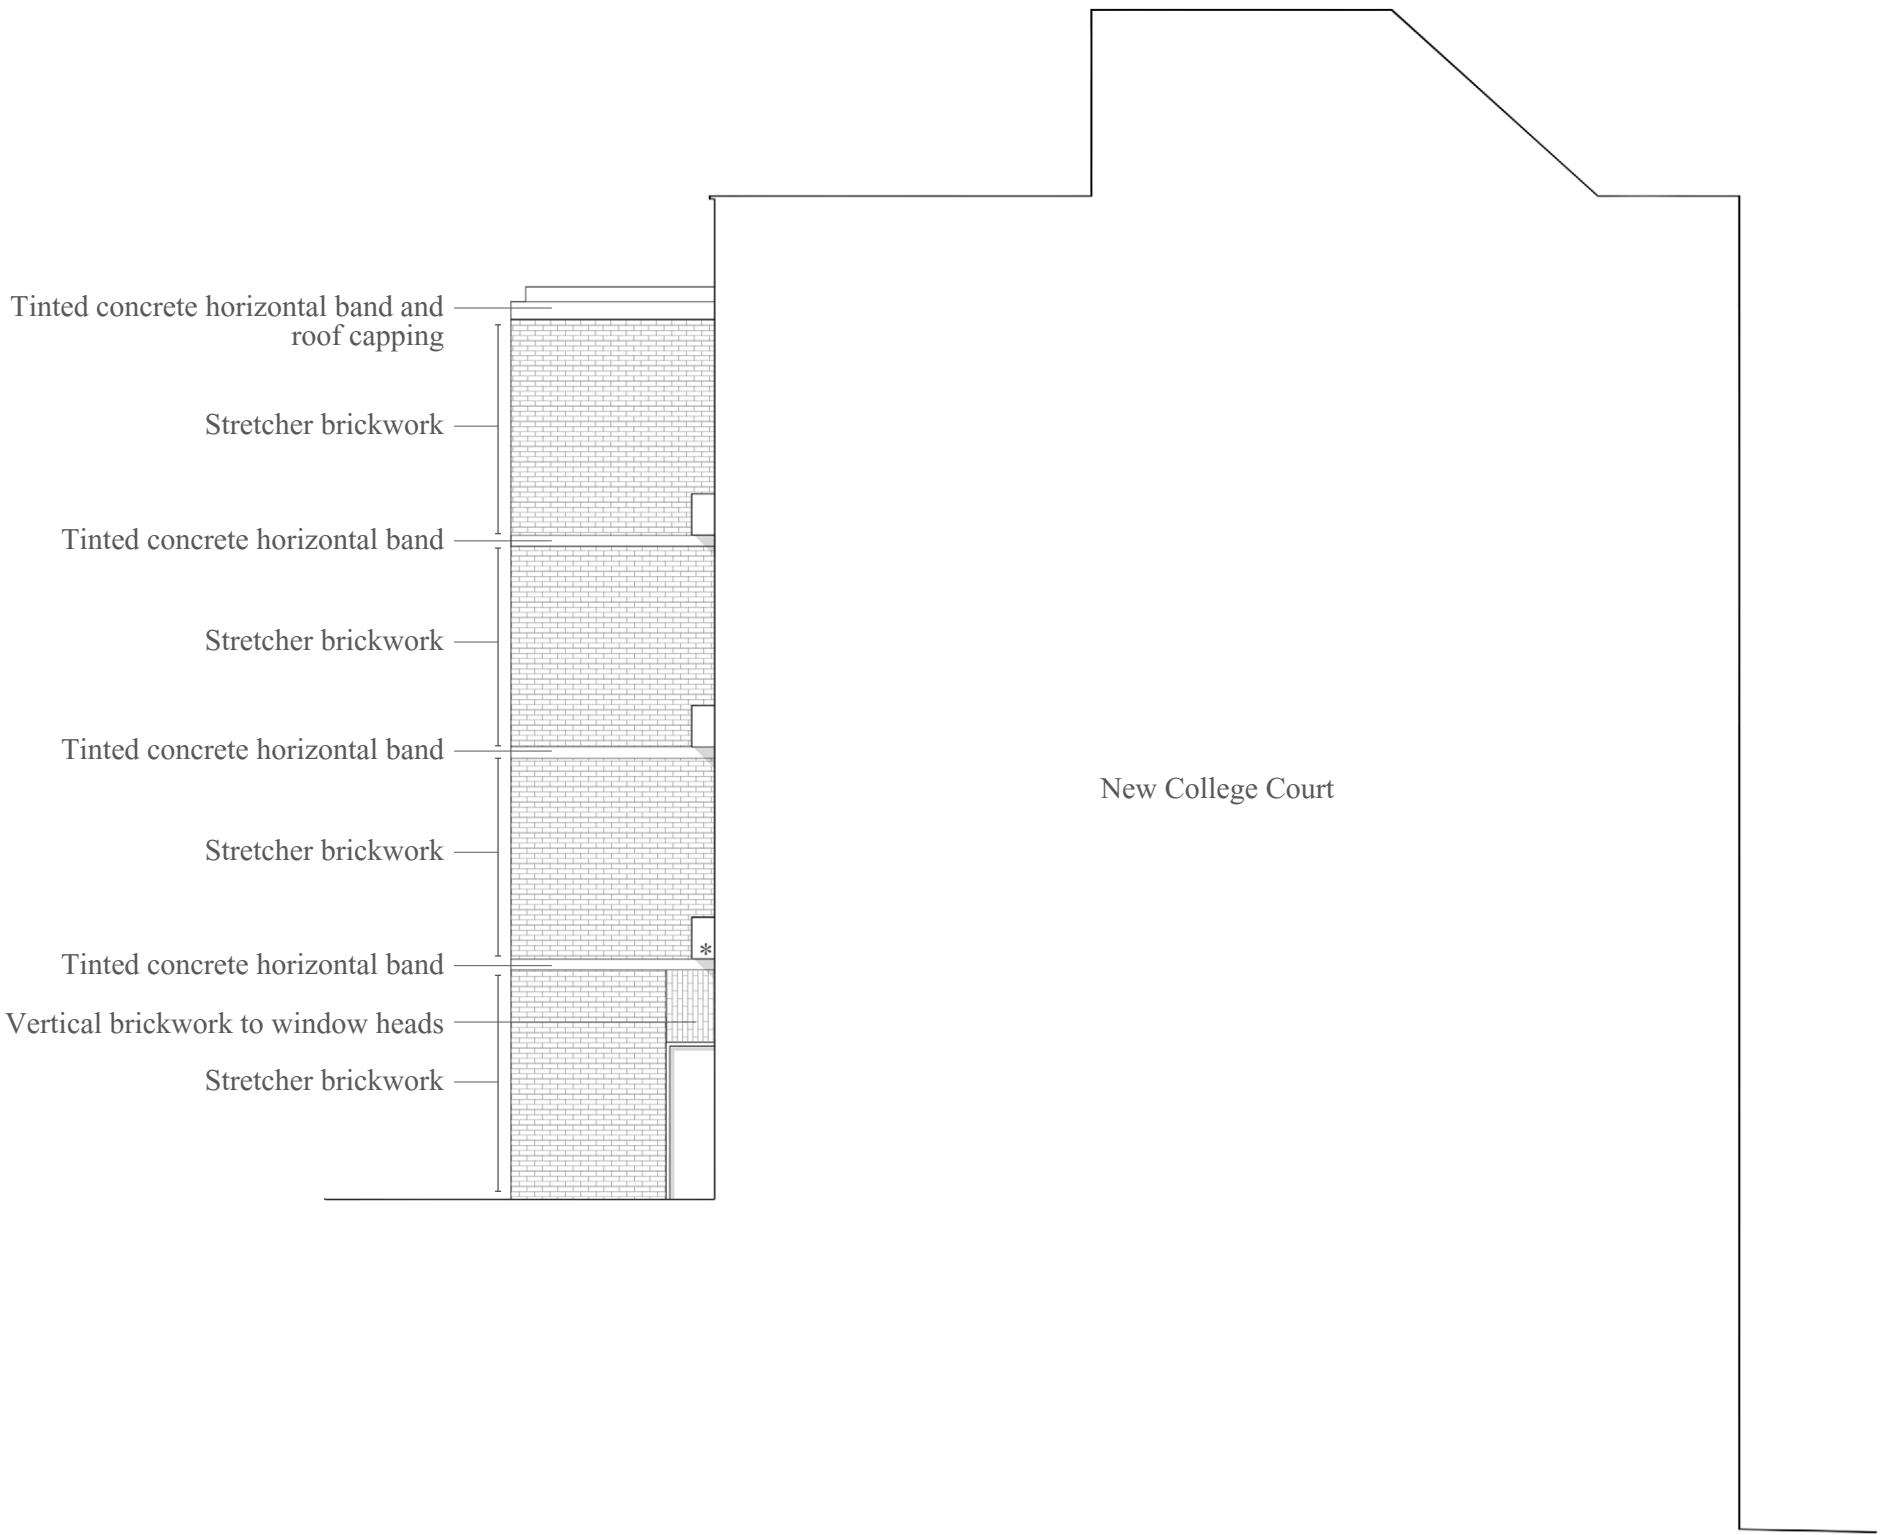 Tinted concrete horizontal band and
roof capping
Stretcher brickwork
Tinted concrete horizontal band
Stretcher brickwork
Tinted concrete horizontal band
New College Court
Stretcher brickwork
*
Tinted concrete horizontal band
Vertical brickwork to window heads
Stretcher brickwork